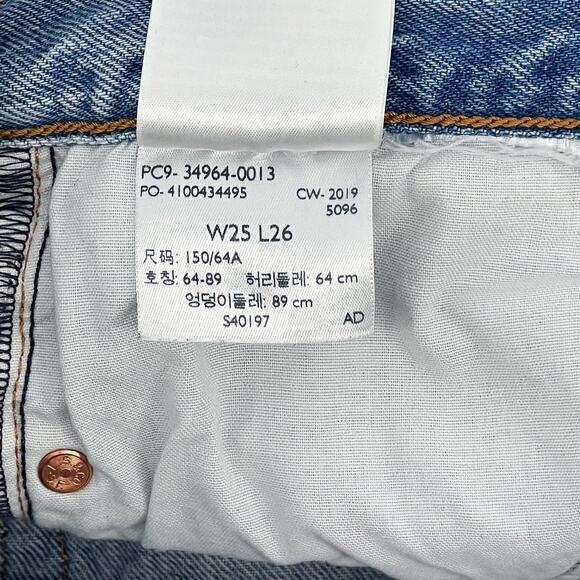 PC9- 34964-0013
PO- 4100434495 CW- 2019
5096
W25 L26
尺码: 150/64A
호칭: 64-89 허리둘레: 64 cm
엉덩이둘레: 89 cm
S40197 AD